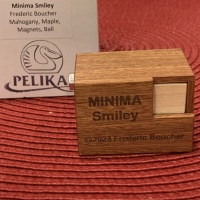 Minima Smiley
Frederic Boucher
Mahogany, Maple,
Magnets, Ball
PELIKA
MINIMA
Smiley
©2023 Frederic Boucher